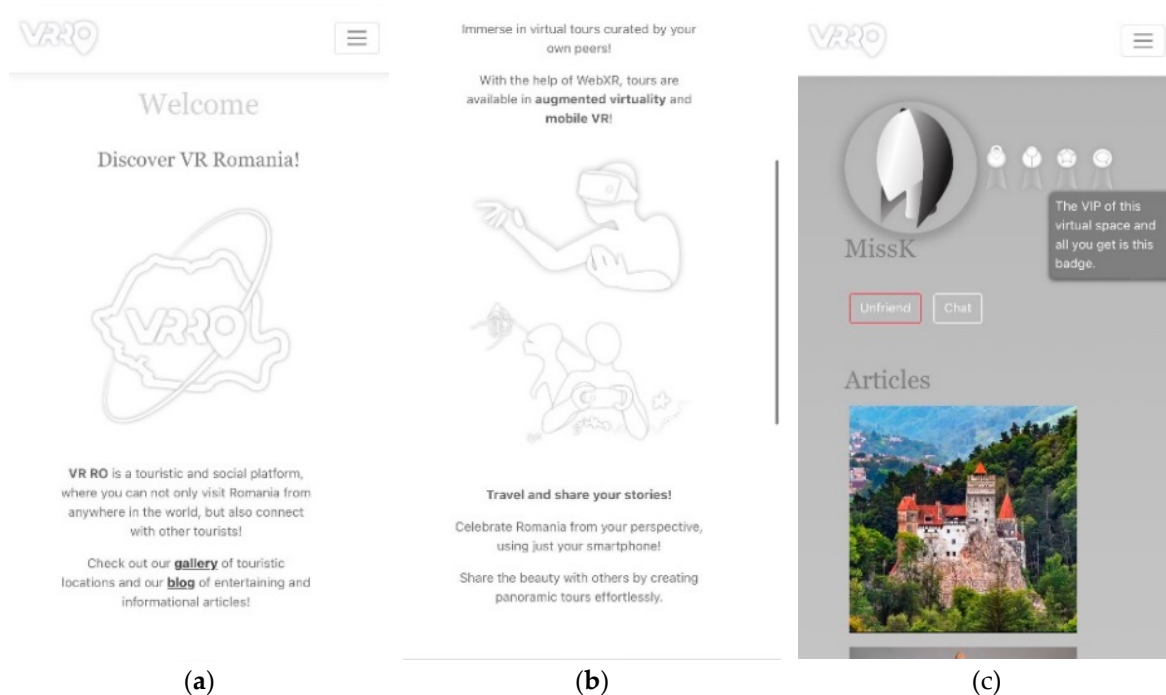 VRRO
Welcome
Discover VR Romania!
VRRO
VR RO is a touristic and social platform,
where you can not only visit Romania from
anywhere in the world, but also connect
with other tourists!
Check out our gallery of touristic
locations and our blog of entertaining and
informational articles!
(a)
Immerse in virtual tours curated by your
own peers!
With the help of WebXR, tours are
available in augmented virtuality and
mobile VR!
Travel and share your stories!
Celebrate Romania from your perspective,
using just your smartphone!
Share the beauty with others by creating
panoramic tours effortlessly.
(b)
VRRO
The VIP of this
virtual space and
all you get is this
badge.
MissK
Unfriend Chat
Articles
(c)